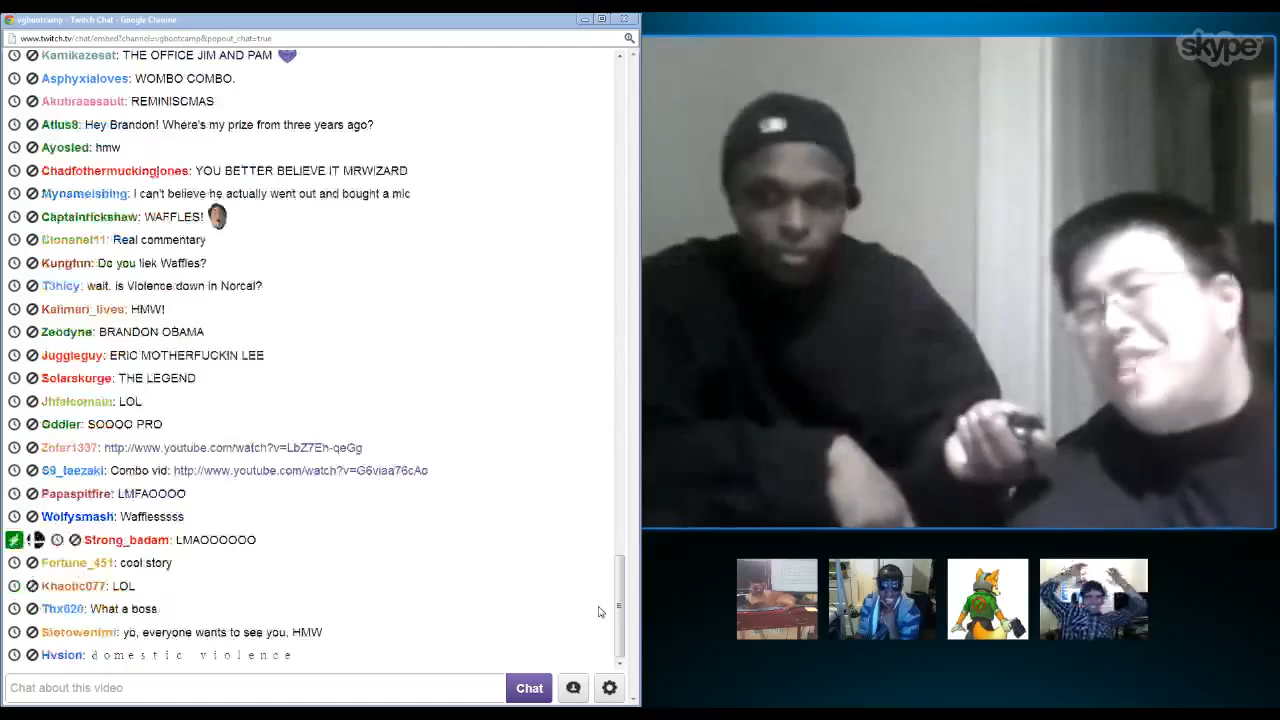 vgbootcamp - Twitch Chat - Google Chrome
www.twitch.tv/chat/embed?channel=vgbootcamp&popout_chat=true
Kamikazesat: THE OFFICE JIM AND PAM
Asphyxialoves: WOMBO COMBO.
Akubraassault: REMINISCMAS
Atlus8: Hey Brandon! Where's my prize from three years ago?
Ayosled: hmw
Chadfothermuckingjones: YOU BETTER BELIEVE IT MRWIZARD
Mynameisbing: I can't believe he actually went out and bought a mic
Captainrickshaw: WAFFLES!
Real commentary
Do you liek Waffles?
T3hicy: wait. is Violence down in Norcal?
Kalimari_lives: HMW!
Zeodyne: BRANDON OBAMA
Juggleguy: ERIC MOTHERFUCKIN LEE
Solarskurge: THE LEGEND
Jhfalcomain: LOL
Oddler: SOOOO PRO
Zofar1337: http://www.youtube.com/watch?v=LbZ7Eh-qeGg
Combo vid: http://www.youtube.com/watch?v=G6viaa76cAo
Papaspitfire: LMFAOOOO
Wolfysmash: Wafflesssss
Strong_badam: LMAOOOOOO
Fortune_451: cool story
Khaotic077: LOL
Tbx620: What a boss
yo, everyone wants to see you, HMW
Hvsion: d o m e s t i c   v i o l e n c e
Chat about this video
Chat
skype